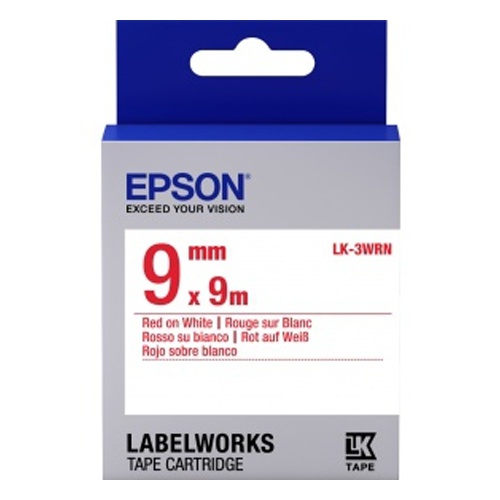 EPSON®
EXCEED YOUR VISION
9 mm x 9m
LK-3WRN
Red on White | Rouge sur Blanc
Rosso su bianco | Rot auf Weiß
Rojo sobre blanco
LABELWORKS
TAPE CARTRIDGE
LK
TAPE